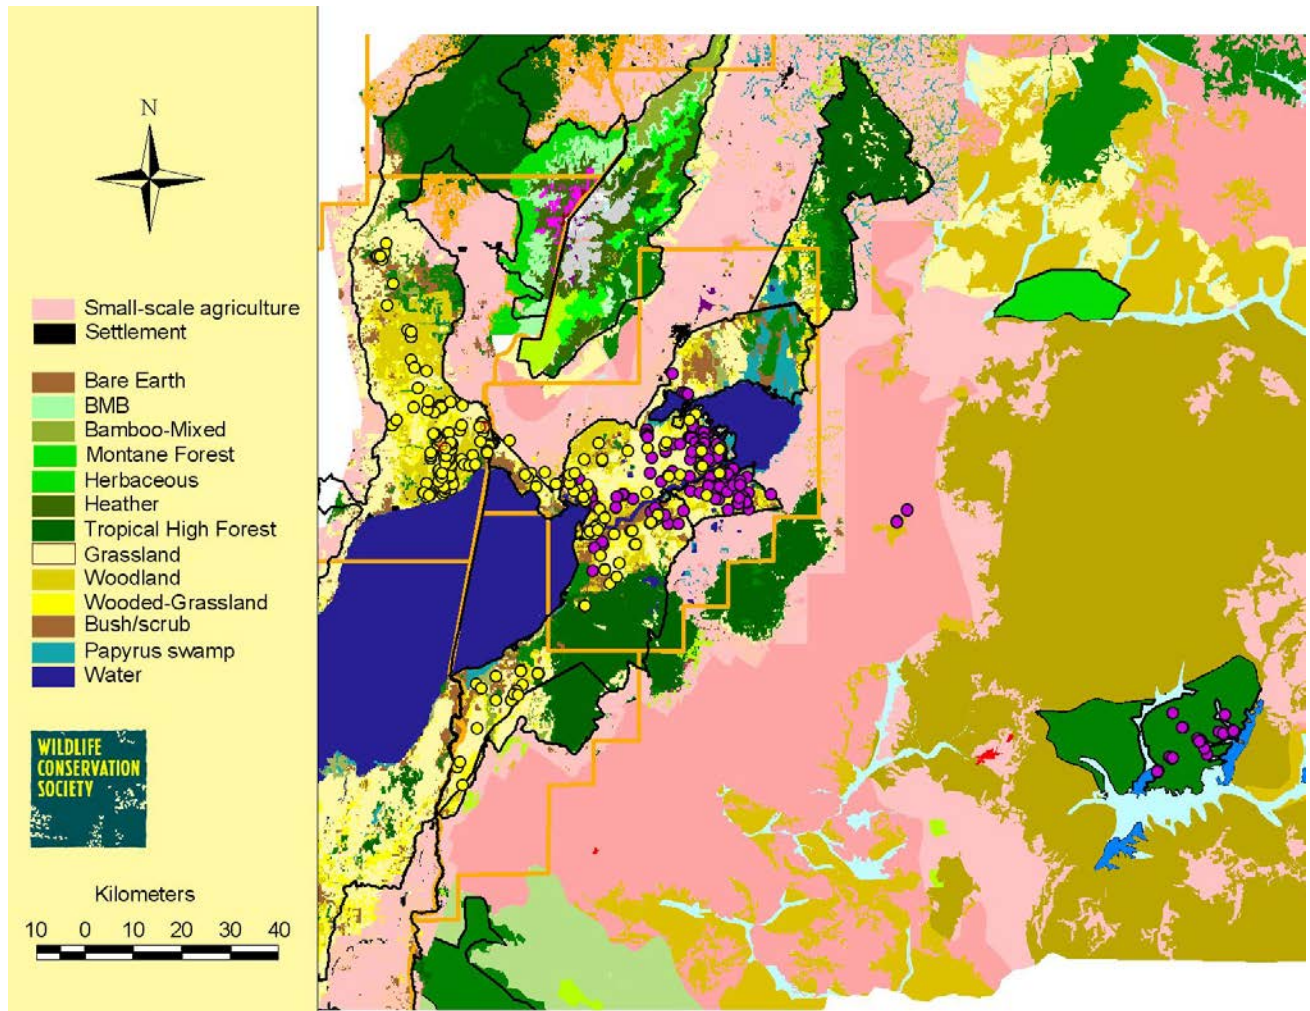 N
Small-scale agriculture
Settlement
Bare Earth
BMB
Bamboo-Mixed
Montane Forest
Herbaceous
Heather
Tropical High Forest
Grassland
Woodland
Wooded-Grassland
Bush/scrub
Papyrus swamp
Water
WILDLIFE
CONSERVATION
SOCIETY
Kilometers
10 0 10 20 30 40